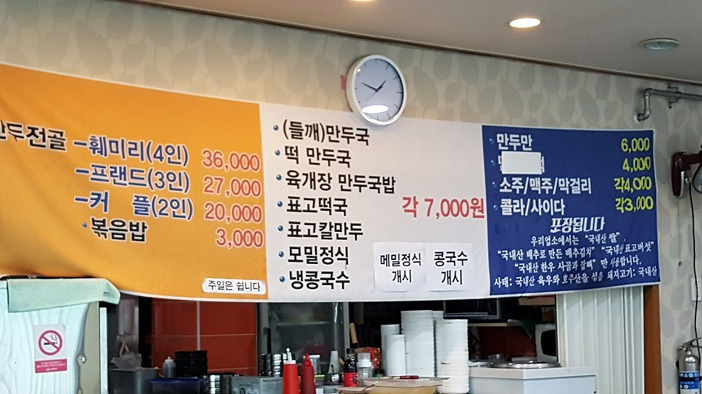 만두전골 -훼미리(4인) 36,000
-프랜드(3인) 27,000
-커 플(2인) 20,000
·볶음밥 3,000
주일은 쉽니다
·(들깨)만두국
·떡 만두국
·육개장 만두국밥
·표고떡국 각 7,000원
·표고칼만두
·모밀정식
·냉콩국수
메밀정식
개시
콩국수
개시
·만두만 6,000
4,000
·소주/맥주/막걸리 각4,000
·콜라/사이다 각3,000
포장됩니다
우리업소에서는 "국내산 쌀",
"국내산 배추로 만든 배추김치" "국내산표고버섯"
"국내산 한우 사골과 잡뼈" 만 사용합니다.
사태: 국내산 육우와 호주산을 섞음 돼지고기: 국내산